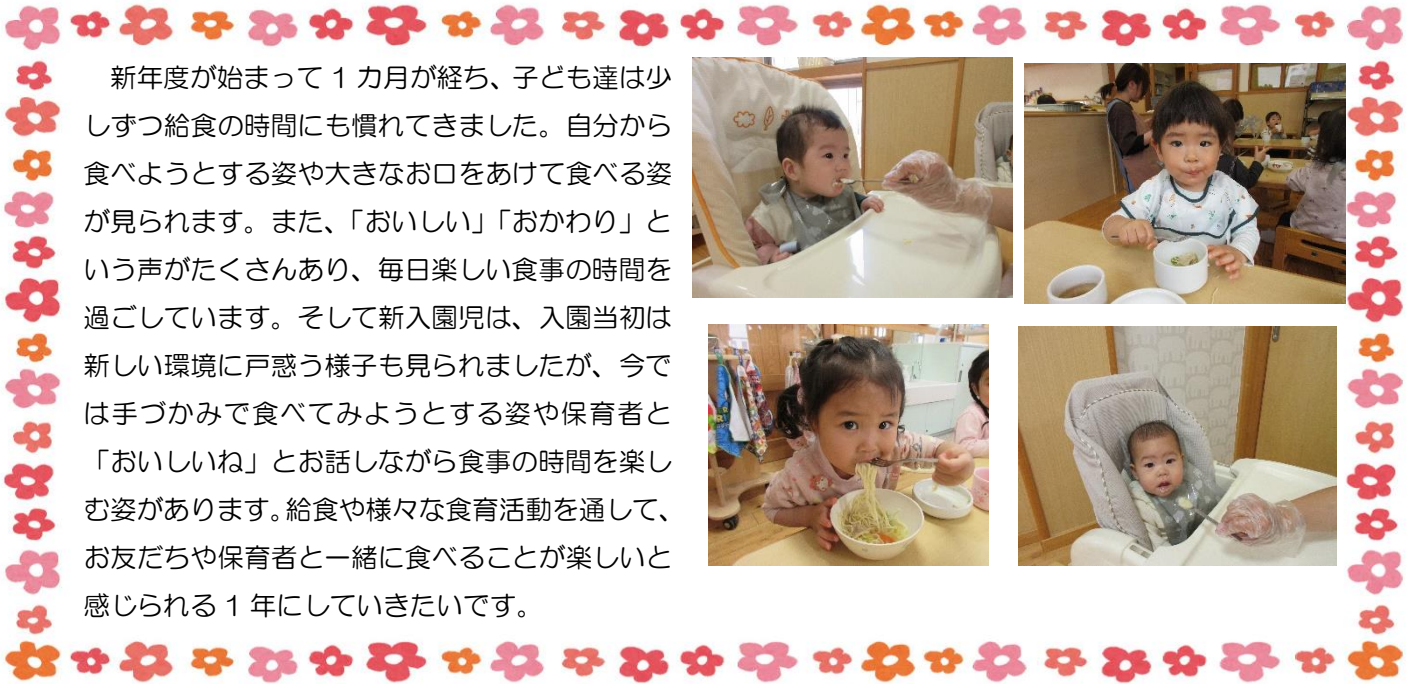 新年度が始まって 1 カ月が経ち、子ども達は少
しずつ給食の時間にも慣れてきました。自分から
食べようとする姿や大きなお口をあけて食べる姿
が見られます。また、「おいしい」「おかわり」と
いう声がたくさんあり、毎日楽しい食事の時間を
過ごしています。そして新入園児は、入園当初は
新しい環境に戸惑う様子も見られましたが、今で
は手づかみで食べてみようとする姿や保育者と
「おいしいね」とお話しながら食事の時間を楽し
む姿があります。給食や様々な食育活動を通して、
お友だちや保育者と一緒に食べることが楽しいと
感じられる 1 年にしていきたいです。